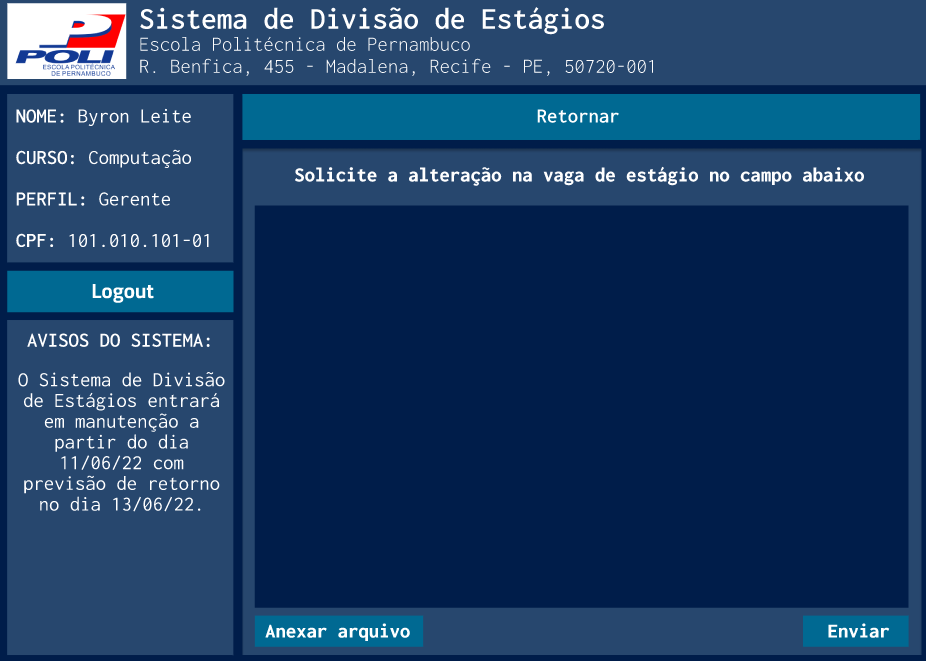 POLI
ESCOLA POLITÉCNICA
DE PERNAMBUCO
Sistema de Divisão de Estágios
Escola Politécnica de Pernambuco
R. Benfica, 455 - Madalena, Recife - PE, 50720-001
NOME: Byron Leite
CURSO: Computação
PERFIL: Gerente
CPF: 101.010.101-01
Logout
AVISOS DO SISTEMA:
O Sistema de Divisão
de Estágios entrará
em manutenção a
partir do dia
11/06/22 com
previsão de retorno
no dia 13/06/22.
Retornar
Solicite a alteração na vaga de estágio no campo abaixo
Anexar arquivo
Enviar